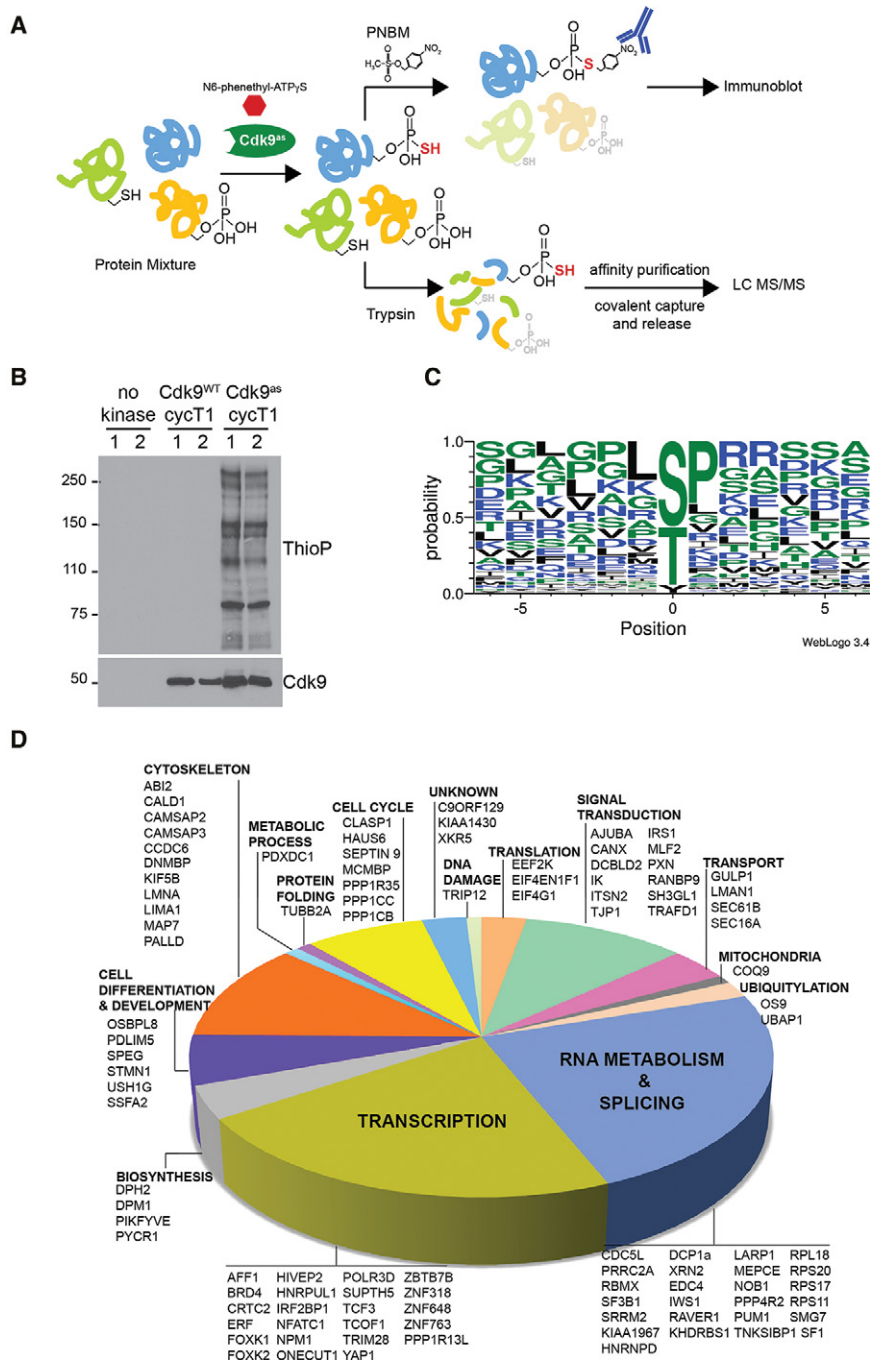 A
PNBM
NO2
H3C
N6-phenethyl-ATPγS
Cdk9as
SH
Protein Mixture
Immunoblot
Trypsin
affinity purification
covalent capture
and release
LC MS/MS
B
no
kinase
Cdk9WT
cycT1
Cdk9as
cycT1
1 2 1 2 1 2
250
150
110
75
50
ThioP
Cdk9
C
probability
1.0
0.5
0.0
-5 0 5
Position
WebLogo 3.4
D
CYTOSKELETON
ABI2
CALD1
CAMSAP2
CAMSAP3
CCDC6
DNMBP
KIF5B
LMNA
LIMA1
MAP7
PALLD
METABOLIC
PROCESS
PDXDC1
PROTEIN
FOLDING
TUBB2A
CELL CYCLE
CLASP1
HAUS6
SEPTIN 9
MCMBP
PPP1R35
PPP1CC
PPP1CB
UNKNOWN
C9ORF129
KIAA1430
XKR5
DNA
DAMAGE
TRIP12
TRANSLATION
EEF2K
EIF4EN1F1
EIF4G1
SIGNAL
TRANSDUCTION
AJUBA IRS1
CANX MLF2
DCBLD2 PXN
IK RANBP9
ITSN2 SH3GL1
TJP1 TRAFD1
TRANSPORT
GULP1
LMAN1
SEC61B
SEC16A
MITOCHONDRIA
COQ9
UBIQUITYLATION
OS9
UBAP1
CELL
DIFFERENTIATION
& DEVELOPMENT
OSBPL8
PDLIM5
SPEG
STMN1
USH1G
SSFA2
RNA METABOLISM
&
SPLICING
TRANSCRIPTION
BIOSYNTHESIS
DPH2
DPM1
PIKFYVE
PYCR1
AFF1 HIVEP2 POLR3D ZBTB7B
BRD4 HNRPUL1 SUPTH5 ZNF318
CRTC2 IRF2BP1 TCF3 ZNF648
ERF NFATC1 TCOF1 ZNF763
FOXK1 NPM1 TRIM28 PPP1R13L
FOXK2 ONECUT1 YAP1
CDC5L DCP1a LARP1 RPL18
PRRC2A XRN2 MEPCE RPS20
RBMX EDC4 NOB1 RPS17
SF3B1 IWS1 PPP4R2 RPS11
SRRM2 RAVER1 PUM1 SMG7
KIAA1967 KHDRBS1 TNKSIBP1 SF1
HNRNPD